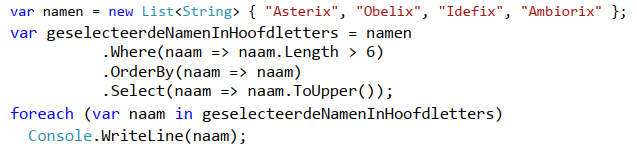 var namen = new List<String> { "Asterix", "Obelix", "Idefix", "Ambiorix" };
var geselecteerdeNamenInHoofdletters = namen
.Where(naam => naam.Length > 6)
.OrderBy(naam => naam)
.Select(naam => naam.ToUpper());
foreach (var naam in geselecteerdeNamenInHoofdletters)
Console.WriteLine(naam);